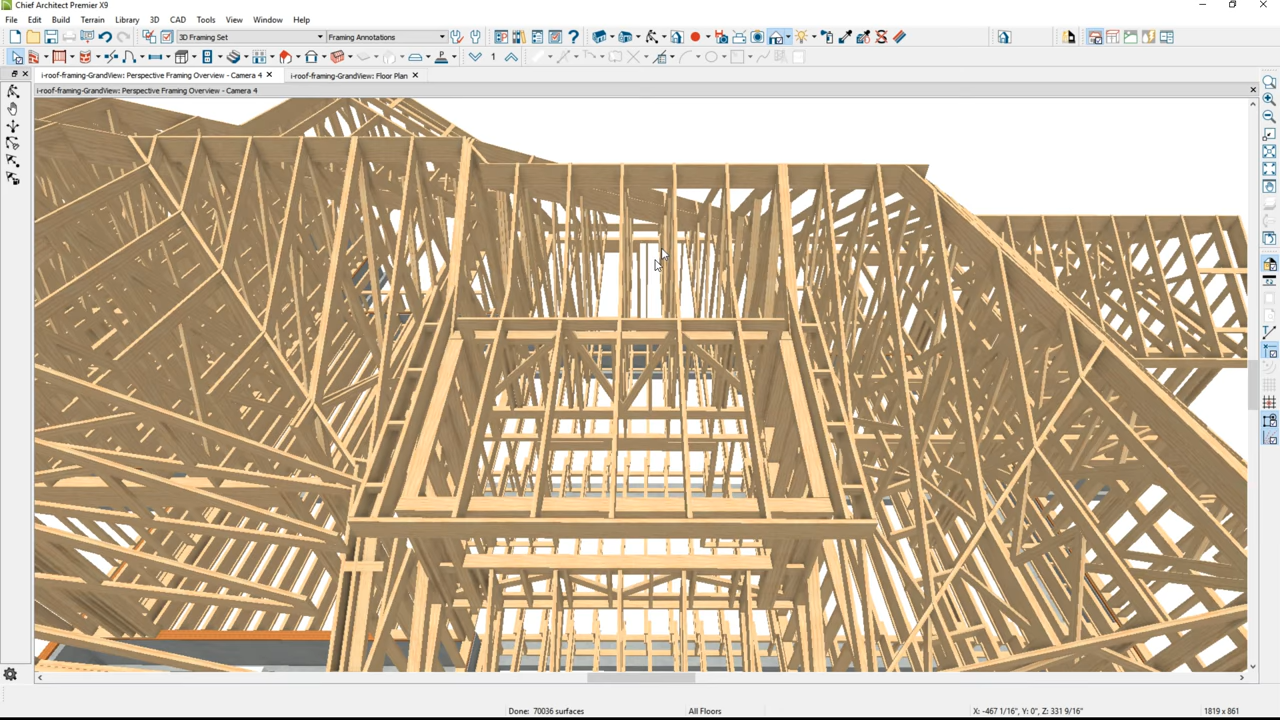 Chief Architect Premier X9
File Edit Build Terrain Library 3D CAD Tools View Window Help
3D Framing Set Framing Annotations
1
i-roof-framing-GrandView: Perspective Framing Overview - Camera 4 i-roof-framing-GrandView: Floor Plan
i-roof-framing-GrandView: Perspective Framing Overview - Camera 4
Done: 70036 surfaces All Floors X: -467 1/16", Y: 0", Z: 331 9/16" 1819 x 861